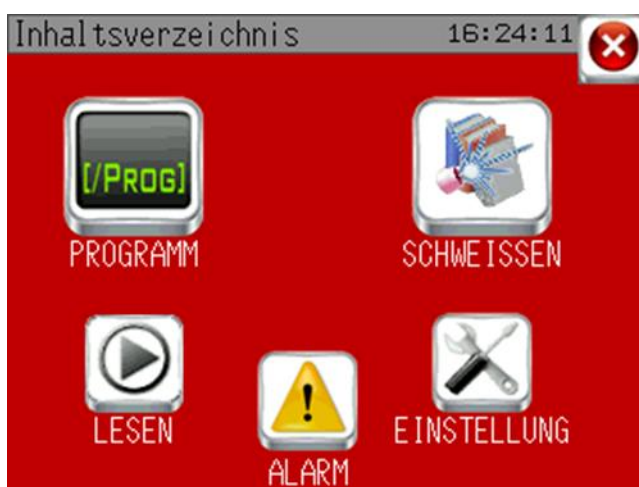 Inhaltsverzeichnis 16:24:11
[/PROG]
PROGRAMM
SCHWEISSEN
LESEN
EINSTELLUNG
ALARM